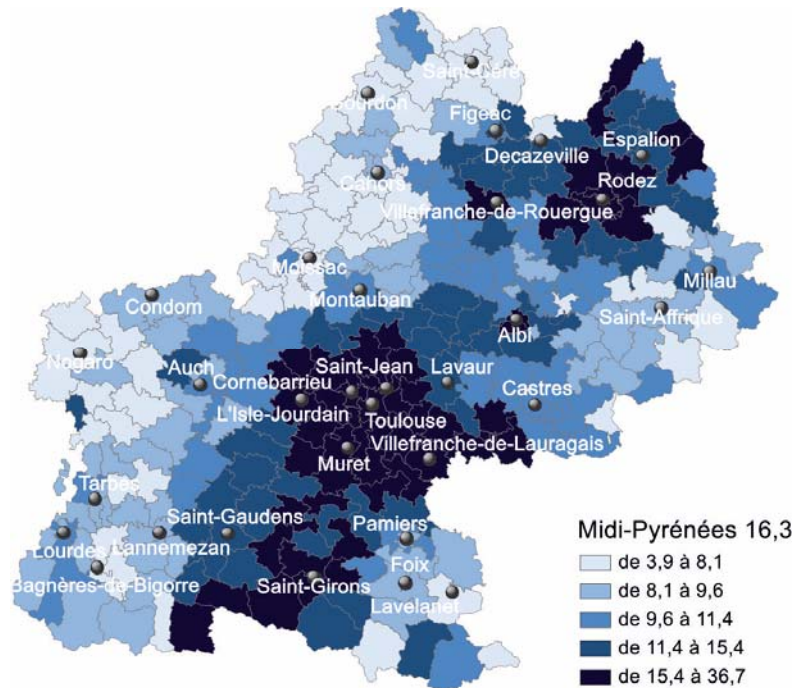 Saint-Céré
Gourdon
Figeac
Decazeville
Espalion
Cahors
Rodez
Villefranche-de-Rouergue
Moissac
Montauban
Millau
Condom
Saint-Affrique
Albi
Nogaro
Auch
Saint-Jean
Lavaur
Cornebarrieu
Castres
L'Isle-Jourdain
Toulouse
Muret
Villefranche-de-Lauragais
Tarbes
Saint-Gaudens
Pamiers
Lourdes
Lannemezan
Foix
Bagnères-de-Bigorre
Saint-Girons
Lavelanet
Midi-Pyrénées 16,3
de 3,9 à 8,1
de 8,1 à 9,6
de 9,6 à 11,4
de 11,4 à 15,4
de 15,4 à 36,7